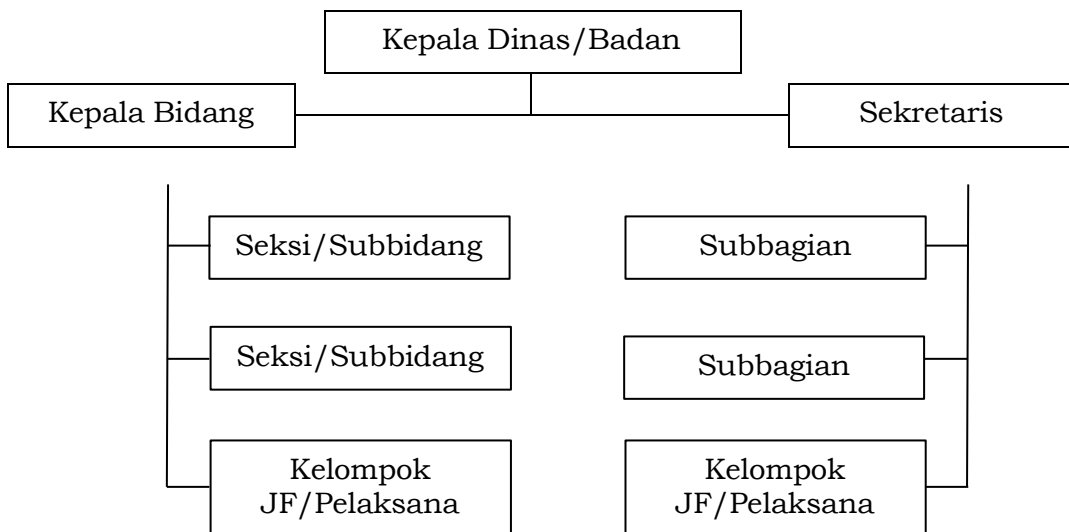 Kepala Dinas/Badan
Kepala Bidang
Sekretaris
Seksi/Subbidang
Subbagian
Seksi/Subbidang
Subbagian
Kelompok
JF/Pelaksana
Kelompok
JF/Pelaksana